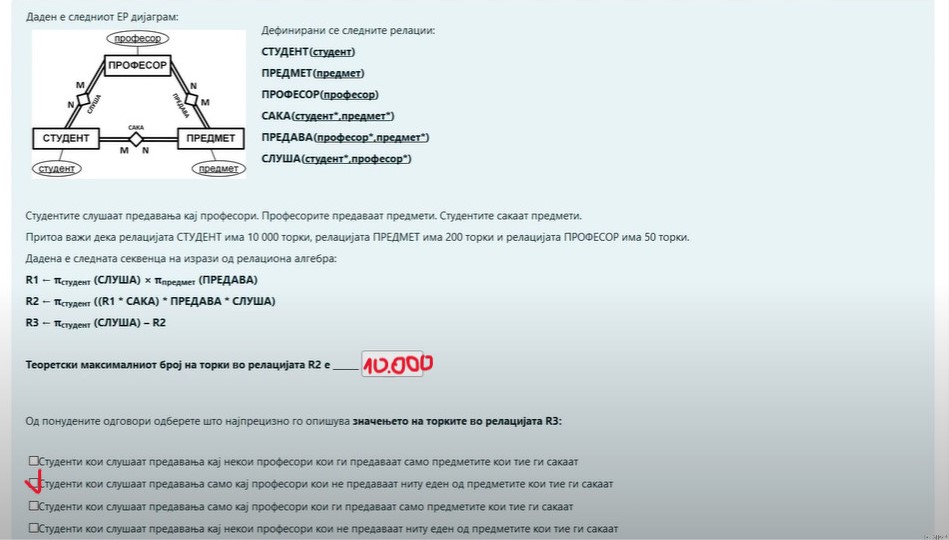 Даден е следниот ЕР дијаграм:
професор
ПРОФЕСОР
M
N
N
M
СЛУША
ПРЕДАВА
САКА
СТУДЕНТ
ПРЕДМЕТ
M N
студент
предмет
Дефинирани се следните релации:
СТУДЕНТ(студент)
ПРЕДМЕТ(предмет)
ПРОФЕСОР(професор)
САКА(студент*,предмет*)
ПРЕДАВА(професор*,предмет*)
СЛУША(студент*,професор*)
Студентите слушаат предавања кај професори. Професорите предаваат предмети. Студентите сакаат предмети.
Притоа важи дека релацијата СТУДЕНТ има 10 000 торки, релацијата ПРЕДМЕТ има 200 торки и релацијата ПРОФЕСОР има 50 торки.
Дадена е следната секвенца на изрази од релациона алгебра:
R1 ← πстудент (СЛУША) × πпредмет (ПРЕДАВА)
R2 ← πстудент ((R1 * САКА) * ПРЕДАВА * СЛУША)
R3 ← πстудент (СЛУША) – R2
Теоретски максималниот број на торки во релацијата R2 е _____ 10.000
Од понудените одговори одберете што најпрецизно го опишува значењето на торките во релацијата R3:
Студенти кои слушаат предавања кај некои професори кои ги предаваат само предметите кои тие ги сакаат
Студенти кои слушаат предавања само кај професори кои не предаваат ниту еден од предметите кои тие ги сакаат
Студенти кои слушаат предавања само кај професори кои ги предаваат само предметите кои тие ги сакаат
Студенти кои слушаат предавања кај некои професори кои не предаваат ниту еден од предметите кои тие ги сакаат